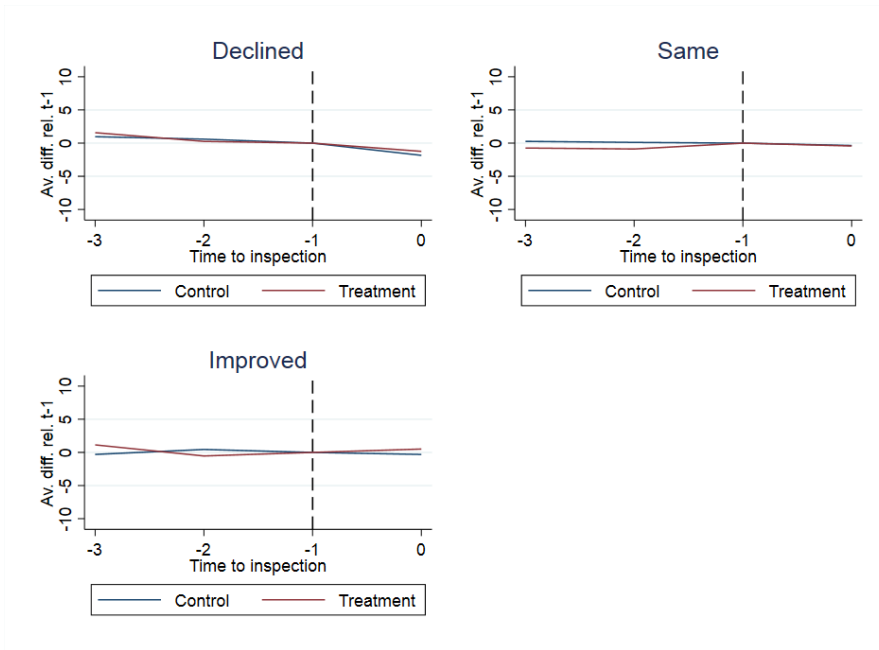 Declined
Av. diff. rel. t-1
10
5
0
-5
-10
-3 -2 -1 0
Time to inspection
Control Treatment
Same
Av. diff. rel. t-1
10
5
0
-5
-10
-3 -2 -1 0
Time to inspection
Control Treatment
Improved
Av. diff. rel. t-1
10
5
0
-5
-10
-3 -2 -1 0
Time to inspection
Control Treatment